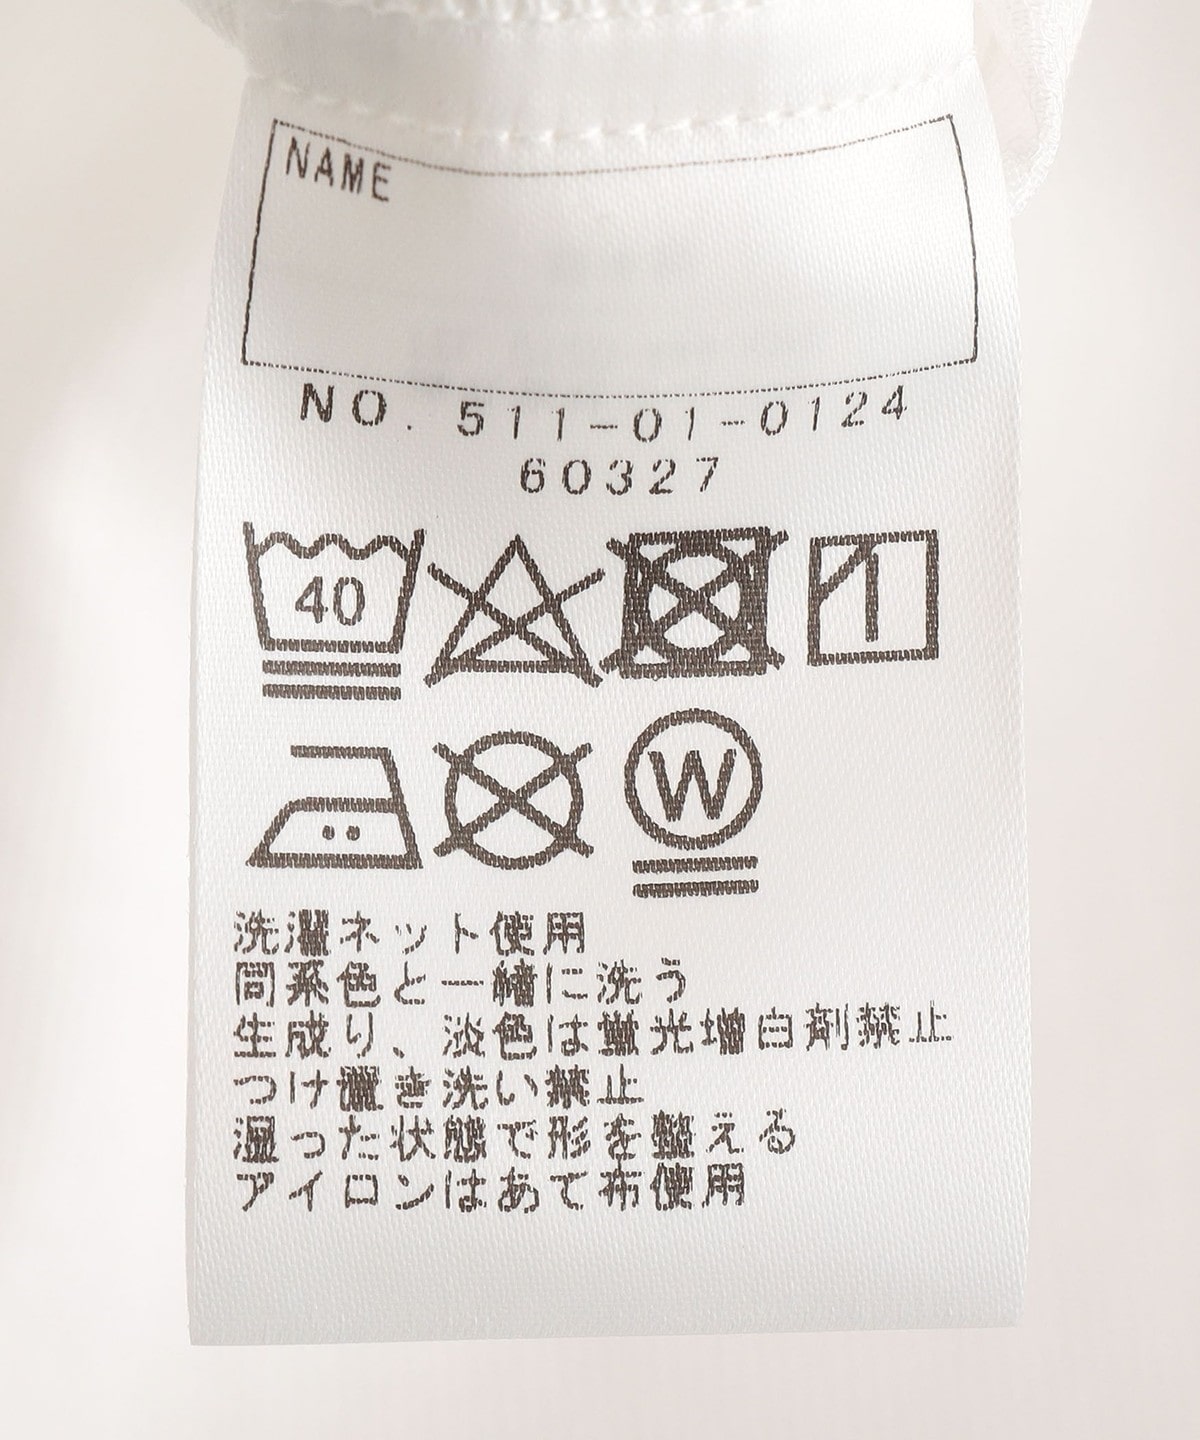 NAME
NO. 511-01-0124
60327
40
W
洗濯ネット使用
同系色と一緒に洗う
生成り、淡色は蛍光増白剤禁止
つけ置き洗い禁止
湿った状態で形を整える
アイロンはあて布使用